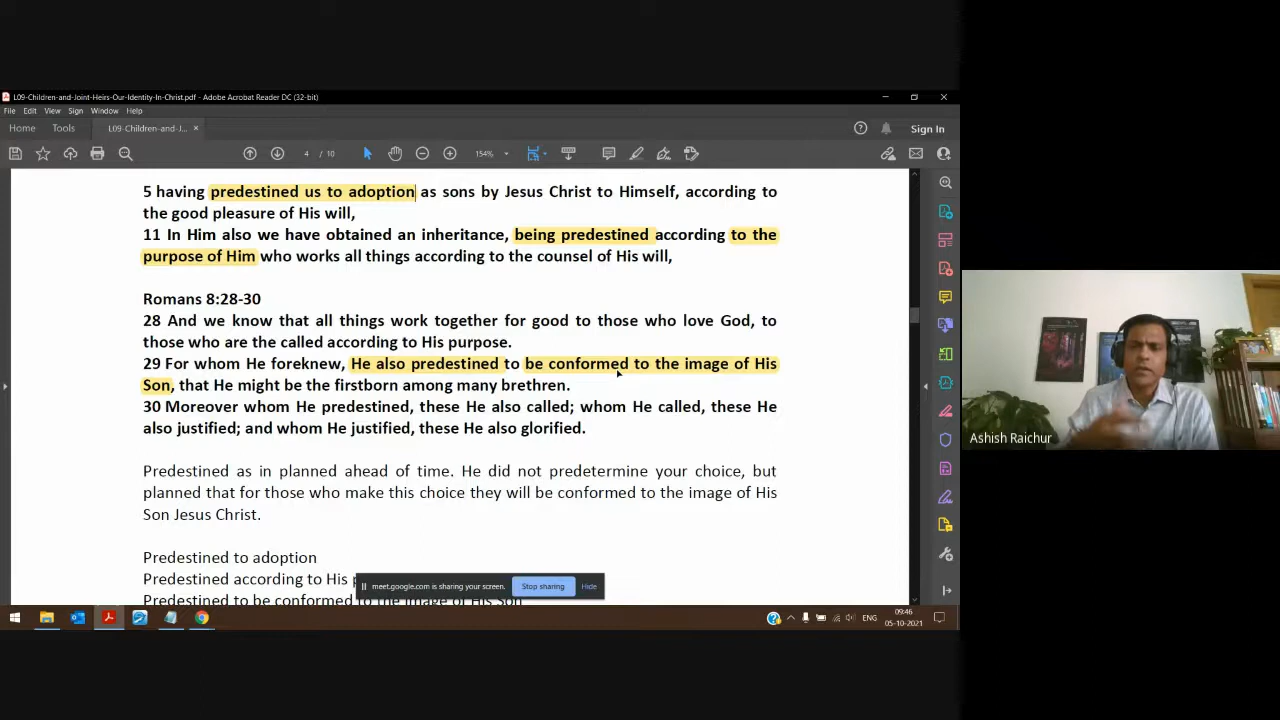 L09-Children-and-Joint-Heirs-Our-Identity-In-Christ.pdf - Adobe Acrobat Reader DC (32-bit)
File Edit View Sign Window Help
Home Tools L09-Children-and-J... × Sign In
4 / 10 154%
5 having predestined us to adoption as sons by Jesus Christ to Himself, according to
the good pleasure of His will,
11 In Him also we have obtained an inheritance, being predestined according to the
purpose of Him who works all things according to the counsel of His will,
Romans 8:28-30
28 And we know that all things work together for good to those who love God, to
those who are the called according to His purpose.
29 For whom He foreknew, He also predestined to be conformed to the image of His
Son, that He might be the firstborn among many brethren.
30 Moreover whom He predestined, these He also called; whom He called, these He
also justified; and whom He justified, these He also glorified.
Predestined as in planned ahead of time. He did not predetermine your choice, but
planned that for those who make this choice they will be conformed to the image of His
Son Jesus Christ.
Predestined to adoption
Predestined according to His
Predestined to be conformed to the image of His Son
meet.google.com is sharing your screen. Stop sharing Hide
ENG
09:46
05-10-2021
Ashish Raichur